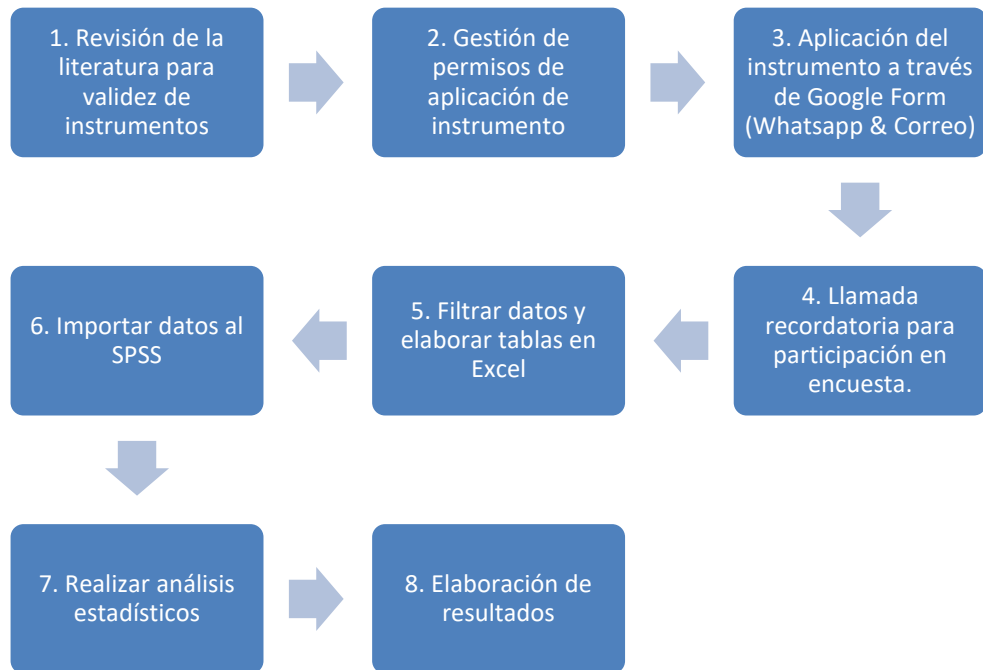 1. Revisión de la
literatura para
validez de
instrumentos
2. Gestión de
permisos de
aplicación de
instrumento
3. Aplicación del
instrumento a través
de Google Form
(Whatsapp & Correo)
4. Llamada
recordatoria para
participación en
encuesta.
5. Filtrar datos y
elaborar tablas en
Excel
6. Importar datos al
SPSS
7. Realizar análisis
estadísticos
8. Elaboración de
resultados